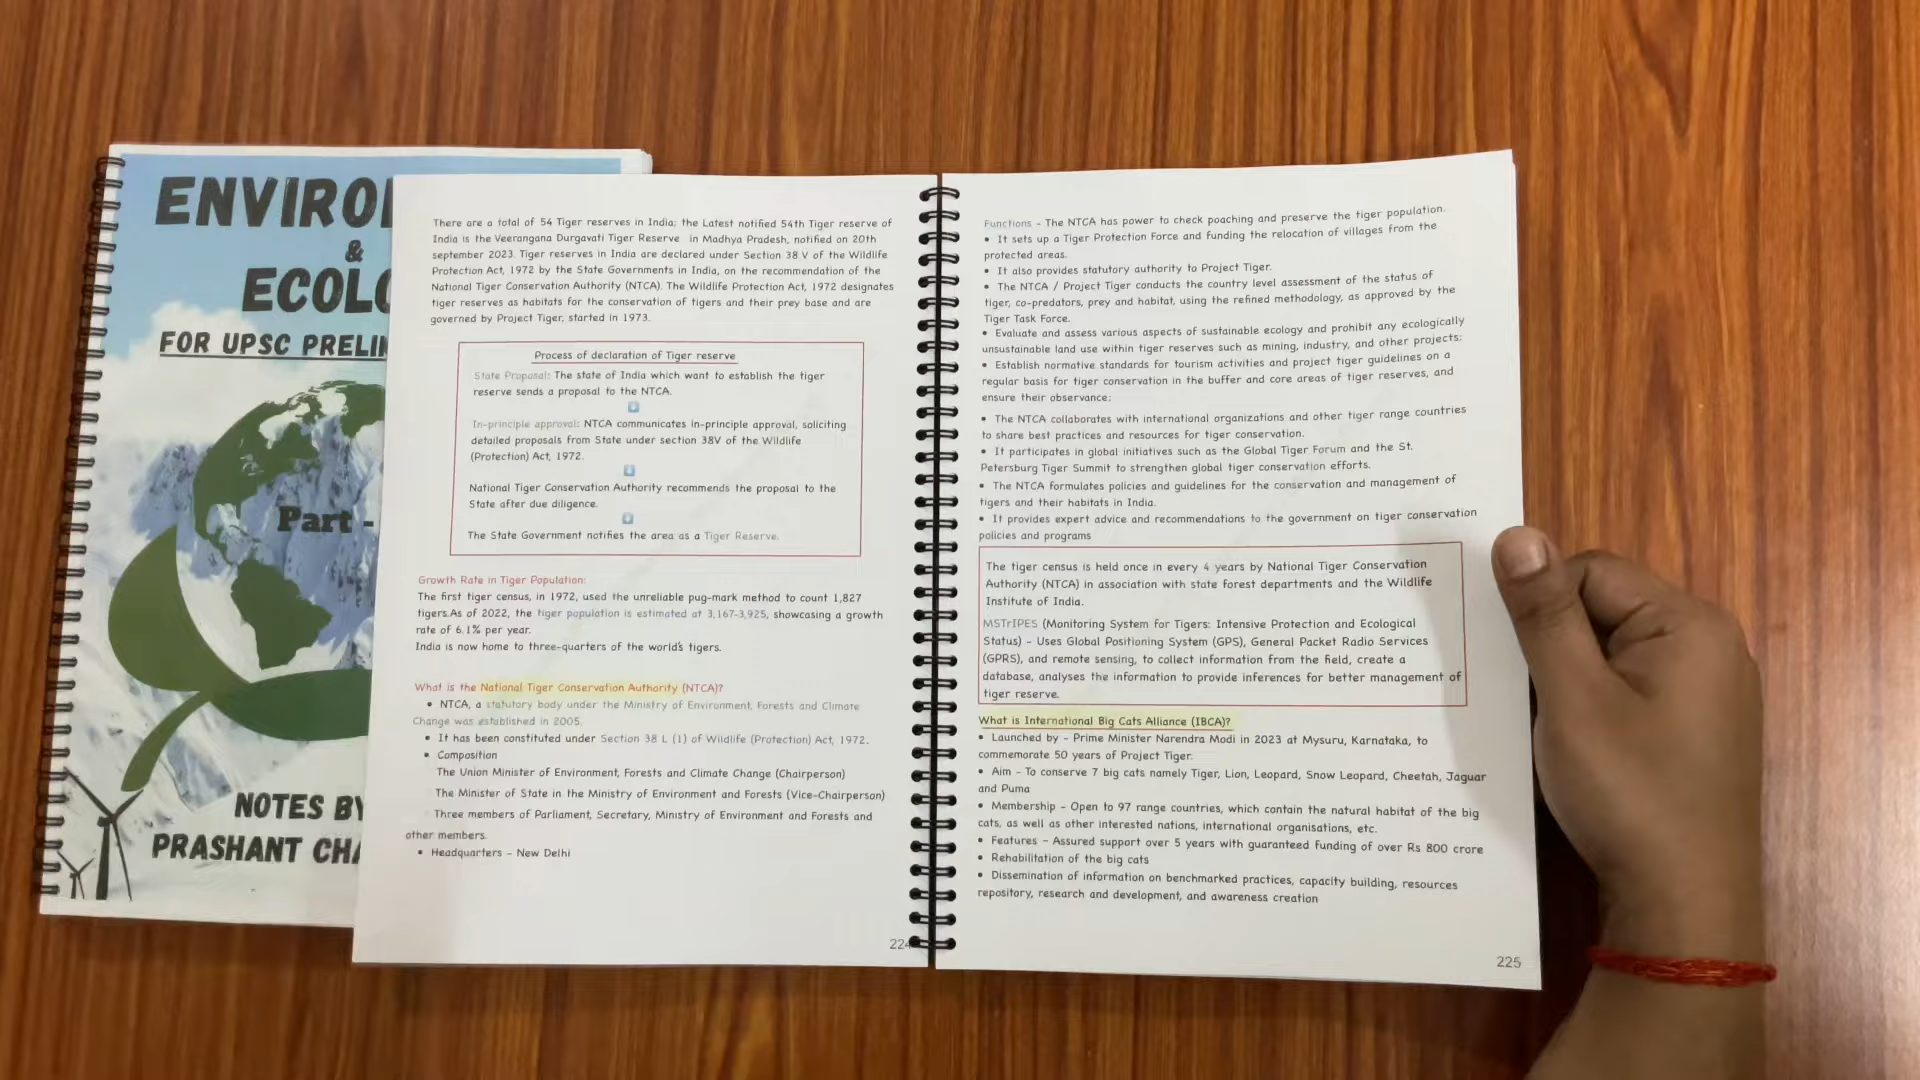 ENVIRO
&
ECOLO
FOR UPSC PRELI
Part -
NOTES BY
PRASHANT CHA
There are a total of 54 Tiger reserves in India; the Latest notified 54th Tiger reserve of
India is the Veerangana Durgavati Tiger Reserve in Madhya Pradesh, notified on 20th
september 2023. Tiger reserves in India are declared under Section 38 V of the Wildlife
Protection Act, 1972 by the State Governments in India, on the recommendation of the
National Tiger Conservation Authority (NTCA). The Wildlife Protection Act, 1972 designates
tiger reserves as habitats for the conservation of tigers and their prey base and are
governed by Project Tiger, started in 1973.
Process of declaration of Tiger reserve
State Proposal: The state of India which want to establish the tiger
reserve sends a proposal to the NTCA.
In-principle approval: NTCA communicates in-principle approval, soliciting
detailed proposals from State under section 38V of the Wildlife
(Protection) Act, 1972.
National Tiger Conservation Authority recommends the proposal to the
State after due diligence.
The State Government notifies the area as a Tiger Reserve.
Growth Rate in Tiger Population:
The first tiger census, in 1972, used the unreliable pug-mark method to count 1,827
tigers.As of 2022, the tiger population is estimated at 3,167-3,925, showcasing a growth
rate of 6.1% per year.
India is now home to three-quarters of the world's tigers.
What is the National Tiger Conservation Authority (NTCA)?
• NTCA, a statutory body under the Ministry of Environment, Forests and Climate
Change was established in 2005.
• It has been constituted under Section 38 L (1) of Wildlife (Protection) Act, 1972.
• Composition
The Union Minister of Environment, Forests and Climate Change (Chairperson)
The Minister of State in the Ministry of Environment and Forests (Vice-Chairperson)
Three members of Parliament, Secretary, Ministry of Environment and Forests and
other members.
• Headquarters - New Delhi
224
Functions - The NTCA has power to check poaching and preserve the tiger population.
• It sets up a Tiger Protection Force and funding the relocation of villages from the
protected areas.
• It also provides statutory authority to Project Tiger.
• The NTCA / Project Tiger conducts the country level assessment of the status of
tiger, co-predators, prey and habitat, using the refined methodology, as approved by the
Tiger Task Force.
• Evaluate and assess various aspects of sustainable ecology and prohibit any ecologically
unsustainable land use within tiger reserves such as mining, industry, and other projects;
• Establish normative standards for tourism activities and project tiger guidelines on a
regular basis for tiger conservation in the buffer and core areas of tiger reserves, and
ensure their observance;
• The NTCA collaborates with international organizations and other tiger range countries
to share best practices and resources for tiger conservation.
• It participates in global initiatives such as the Global Tiger Forum and the St.
Petersburg Tiger Summit to strengthen global tiger conservation efforts.
• The NTCA formulates policies and guidelines for the conservation and management of
tigers and their habitats in India.
• It provides expert advice and recommendations to the government on tiger conservation
policies and programs
The tiger census is held once in every 4 years by National Tiger Conservation
Authority (NTCA) in association with state forest departments and the Wildlife
Institute of India.
MSTrIPES (Monitoring System for Tigers: Intensive Protection and Ecological
Status) - Uses Global Positioning System (GPS), General Packet Radio Services
(GPRS), and remote sensing, to collect information from the field, create a
database, analyses the information to provide inferences for better management of
tiger reserve.
What is International Big Cats Alliance (IBCA)?
• Launched by - Prime Minister Narendra Modi in 2023 at Mysuru, Karnataka, to
commemorate 50 years of Project Tiger.
• Aim - To conserve 7 big cats namely Tiger, Lion, Leopard, Snow Leopard, Cheetah, Jaguar
and Puma
• Membership - Open to 97 range countries, which contain the natural habitat of the big
cats, as well as other interested nations, international organisations, etc.
• Features - Assured support over 5 years with guaranteed funding of over Rs 800 crore
• Rehabilitation of the big cats
• Dissemination of information on benchmarked practices, capacity building, resources
repository, research and development, and awareness creation
225